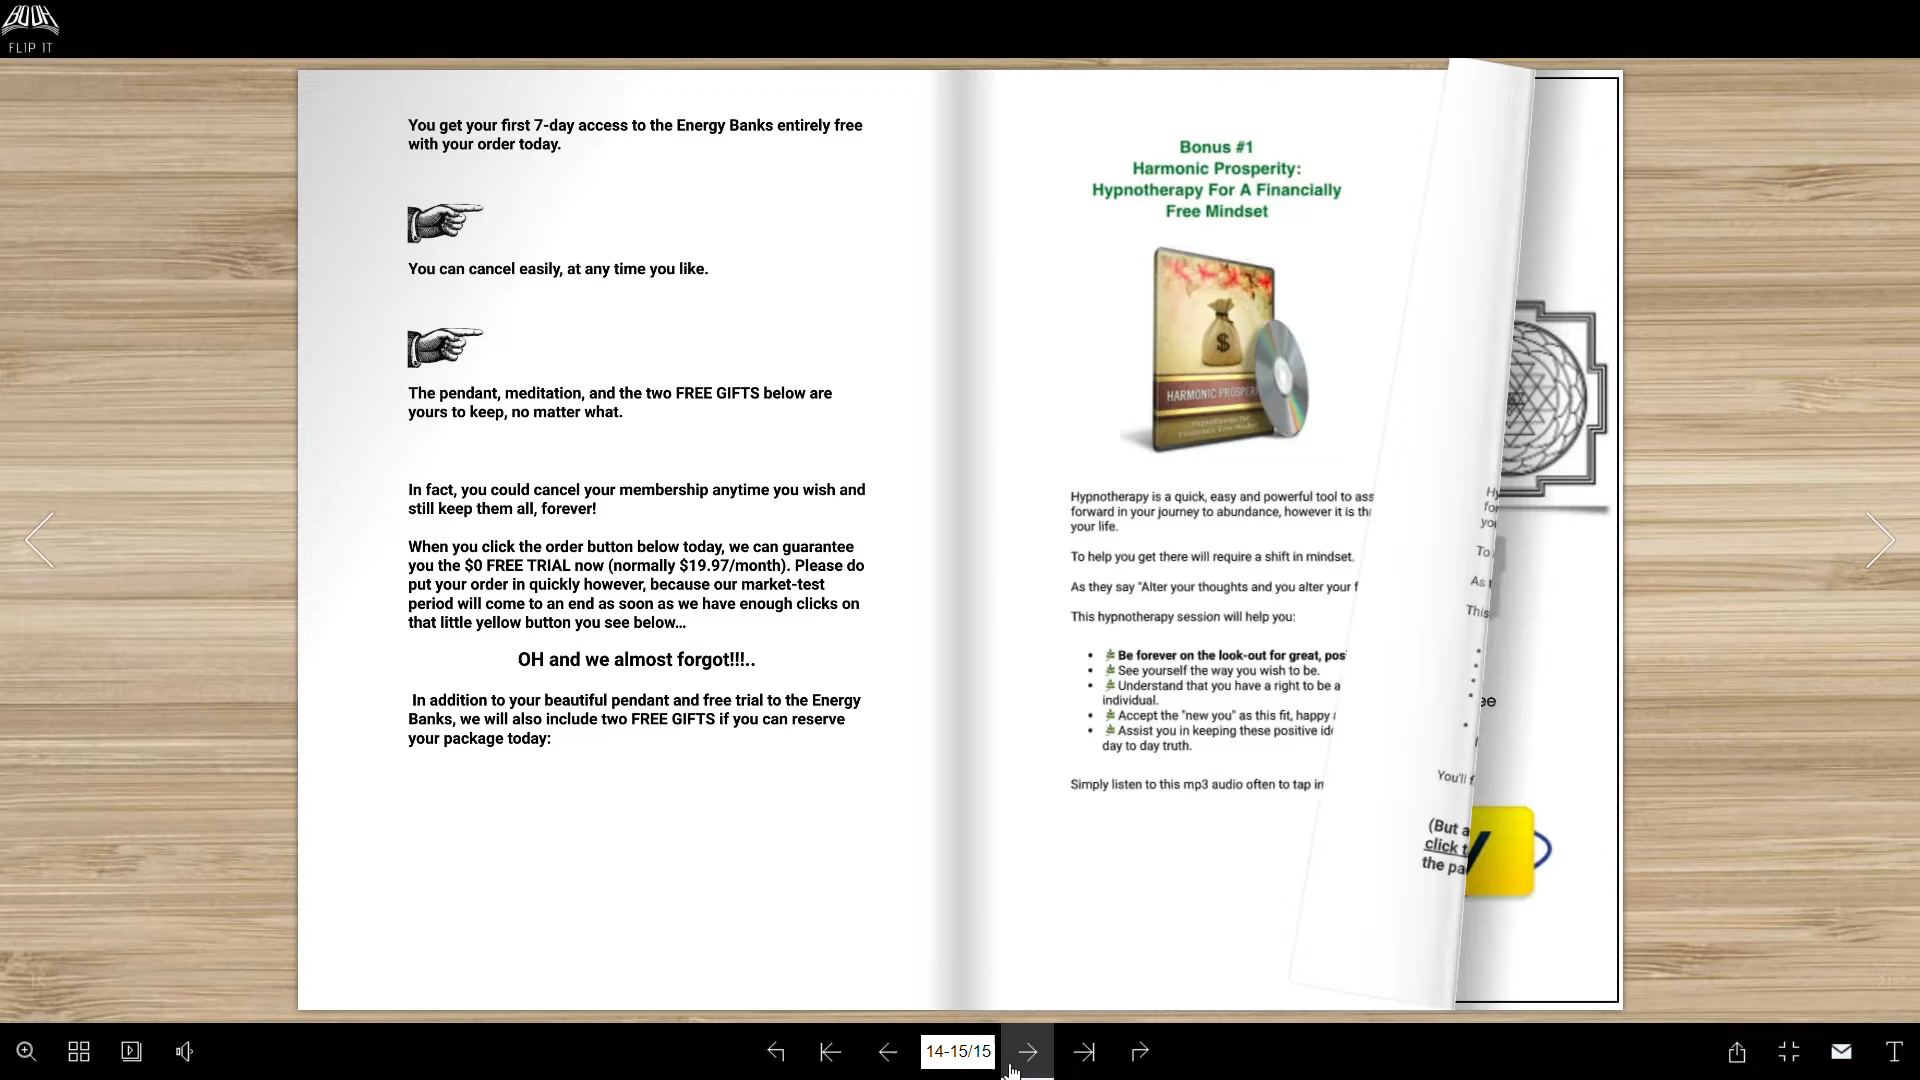 BOOK
FLIP IT
You get your first 7-day access to the Energy Banks entirely free
with your order today.
You can cancel easily, at any time you like.
The pendant, meditation, and the two FREE GIFTS below are
yours to keep, no matter what.
In fact, you could cancel your membership anytime you wish and
still keep them all, forever!
When you click the order button below today, we can guarantee
you the $0 FREE TRIAL now (normally $19.97/month). Please do
put your order in quickly however, because our market-test
period will come to an end as soon as we have enough clicks on
that little yellow button you see below...
OH and we almost forgot!!!..
In addition to your beautiful pendant and free trial to the Energy
Banks, we will also include two FREE GIFTS if you can reserve
your package today:
Bonus #1
Harmonic Prosperity:
Hypnotherapy For A Financially
Free Mindset
$
HARMONIC PROSPER
Hypnotherapy For
Financially Free Mindset
Hypnotherapy is a quick, easy and powerful tool to ass
forward in your journey to abundance, however it is th
your life.
To help you get there will require a shift in mindset.
As they say "Alter your thoughts and you alter your f
This hypnotherapy session will help you:
Be forever on the look-out for great, pos
See yourself the way you wish to be.
Understand that you have a right to be a
individual.
Accept the "new you" as this fit, happy
Assist you in keeping these positive ide
day to day truth.
Simply listen to this mp3 audio often to tap in
Hy
for
you
To
As t
This
ee
You'll f
(But a
click t
the pa
y
14-15/15
T